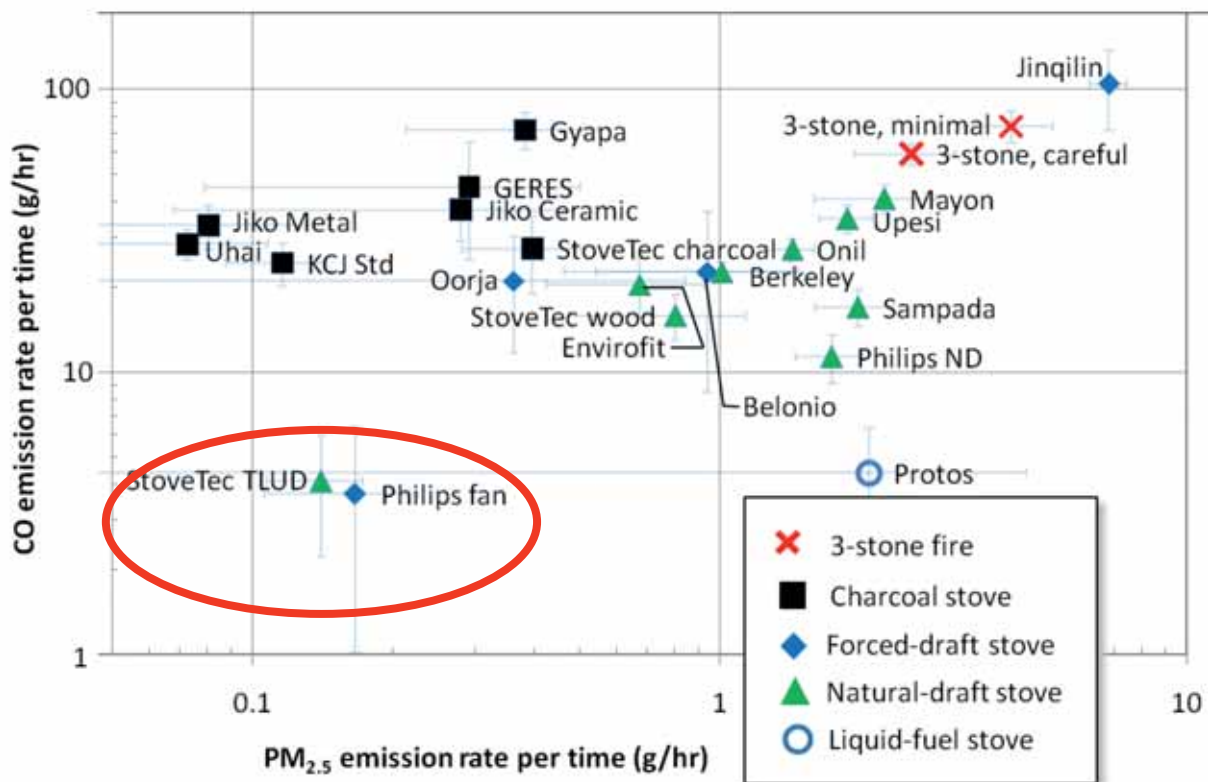 CO emission rate per time (g/hr)
100
10
1
Jinqilin
3-stone, minimal
3-stone, careful
Gyapa
GERES
Mayon
Jiko Ceramic
Upesi
Jiko Metal
Uhai
StoveTec charcoal
Onil
KCJ Std
Oorja
Berkeley
StoveTec wood
Sampada
Envirofit
Philips ND
Belonio
StoveTec TLUD
Philips fan
Protos
3-stone fire
Charcoal stove
Forced-draft stove
Natural-draft stove
Liquid-fuel stove
0.1
1
10
PM2.5 emission rate per time (g/hr)